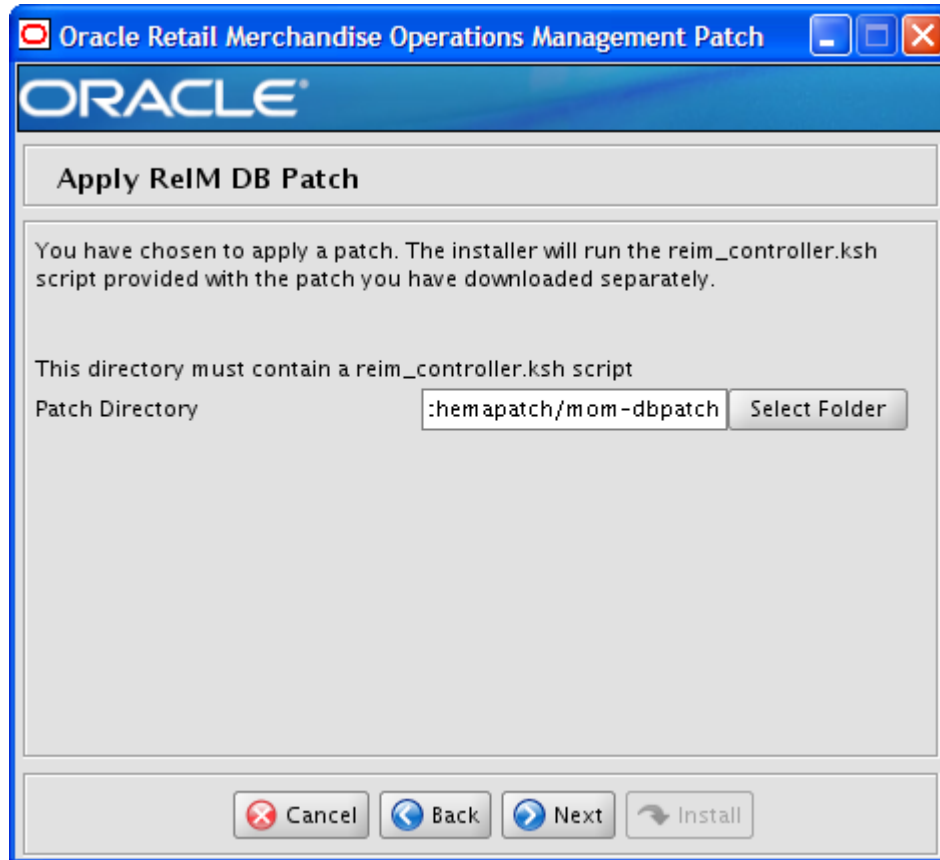 Oracle Retail Merchandise Operations Management Patch
ORACLE®
Apply ReIM DB Patch
You have chosen to apply a patch. The installer will run the reim_controller.ksh
script provided with the patch you have downloaded separately.
This directory must contain a reim_controller.ksh script
Patch Directory :hemapatch/mom-dbpatch Select Folder
Cancel Back Next Install